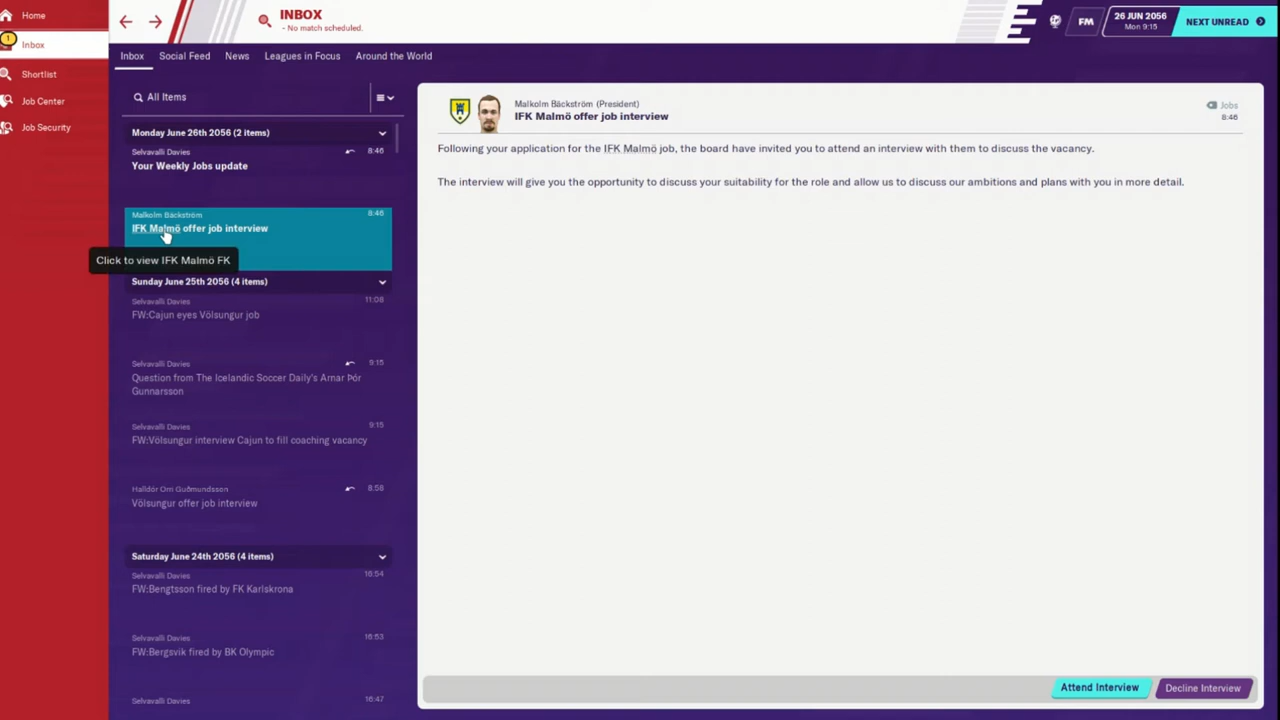 Home
Inbox
1
Shortlist
Job Center
Job Security
INBOX
- No match scheduled.
FM
26 JUN 2056
Mon 9:15
NEXT UNREAD
Inbox
Social Feed
News
Leagues in Focus
Around the World
All Items
Monday June 26th 2056 (2 items)
Selvavalli Davies
8:46
Your Weekly Jobs update
Malkolm Bäckström
8:46
IFK Malmö offer job interview
Click to view IFK Malmö FK
Sunday June 25th 2056 (4 items)
Selvavalli Davies
11:08
FW:Cajun eyes Völsungur job
Selvavalli Davies
9:15
Question from The Icelandic Soccer Daily's Arnar Þór
Gunnarsson
Selvavalli Davies
9:15
FW:Völsungur interview Cajun to fill coaching vacancy
Halldór Orri Guðmundsson
8:58
Völsungur offer job interview
Saturday June 24th 2056 (4 items)
Selvavalli Davies
16:54
FW:Bengtsson fired by FK Karlskrona
Selvavalli Davies
16:53
FW:Bergsvik fired by BK Olympic
Selvavalli Davies
16:47
Malkolm Bäckström (President)
IFK Malmö offer job interview
Jobs
8:46
Following your application for the IFK Malmö job, the board have invited you to attend an interview with them to discuss the vacancy.
The interview will give you the opportunity to discuss your suitability for the role and allow us to discuss our ambitions and plans with you in more detail.
Attend Interview
Decline Interview